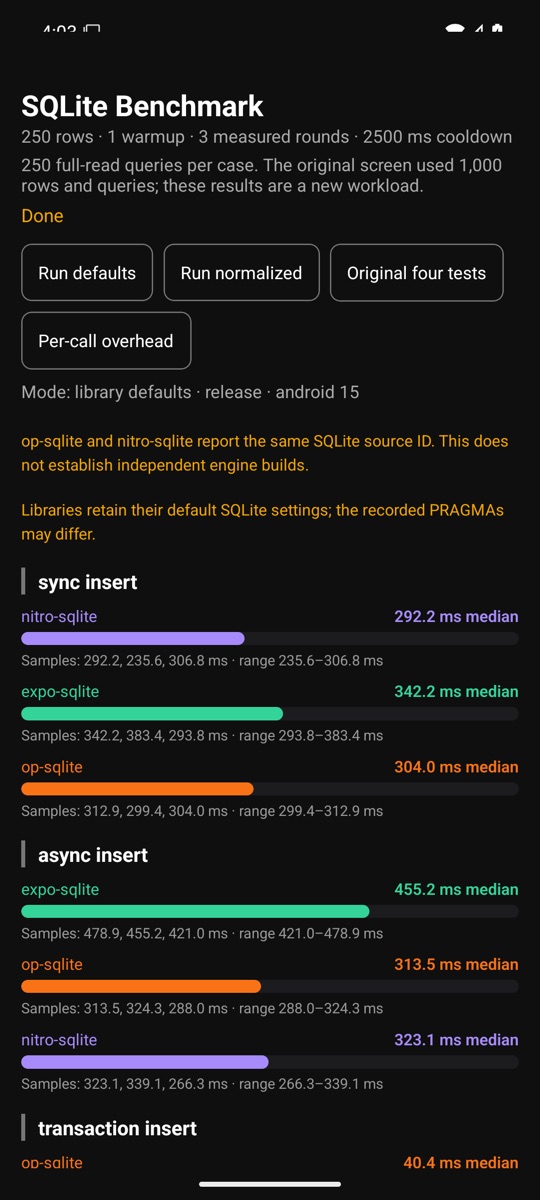 4:03
SQLite Benchmark
250 rows · 1 warmup · 3 measured rounds · 2500 ms cooldown
250 full-read queries per case. The original screen used 1,000
rows and queries; these results are a new workload.
Done
Run defaults
Run normalized
Original four tests
Per-call overhead
Mode: library defaults · release · android 15
op-sqlite and nitro-sqlite report the same SQLite source ID. This does
not establish independent engine builds.
Libraries retain their default SQLite settings; the recorded PRAGMAs
may differ.
sync insert
nitro-sqlite 292.2 ms median
Samples: 292.2, 235.6, 306.8 ms · range 235.6–306.8 ms
expo-sqlite 342.2 ms median
Samples: 342.2, 383.4, 293.8 ms · range 293.8–383.4 ms
op-sqlite 304.0 ms median
Samples: 312.9, 299.4, 304.0 ms · range 299.4–312.9 ms
async insert
expo-sqlite 455.2 ms median
Samples: 478.9, 455.2, 421.0 ms · range 421.0–478.9 ms
op-sqlite 313.5 ms median
Samples: 313.5, 324.3, 288.0 ms · range 288.0–324.3 ms
nitro-sqlite 323.1 ms median
Samples: 323.1, 339.1, 266.3 ms · range 266.3–339.1 ms
transaction insert
op-sqlite 40.4 ms median